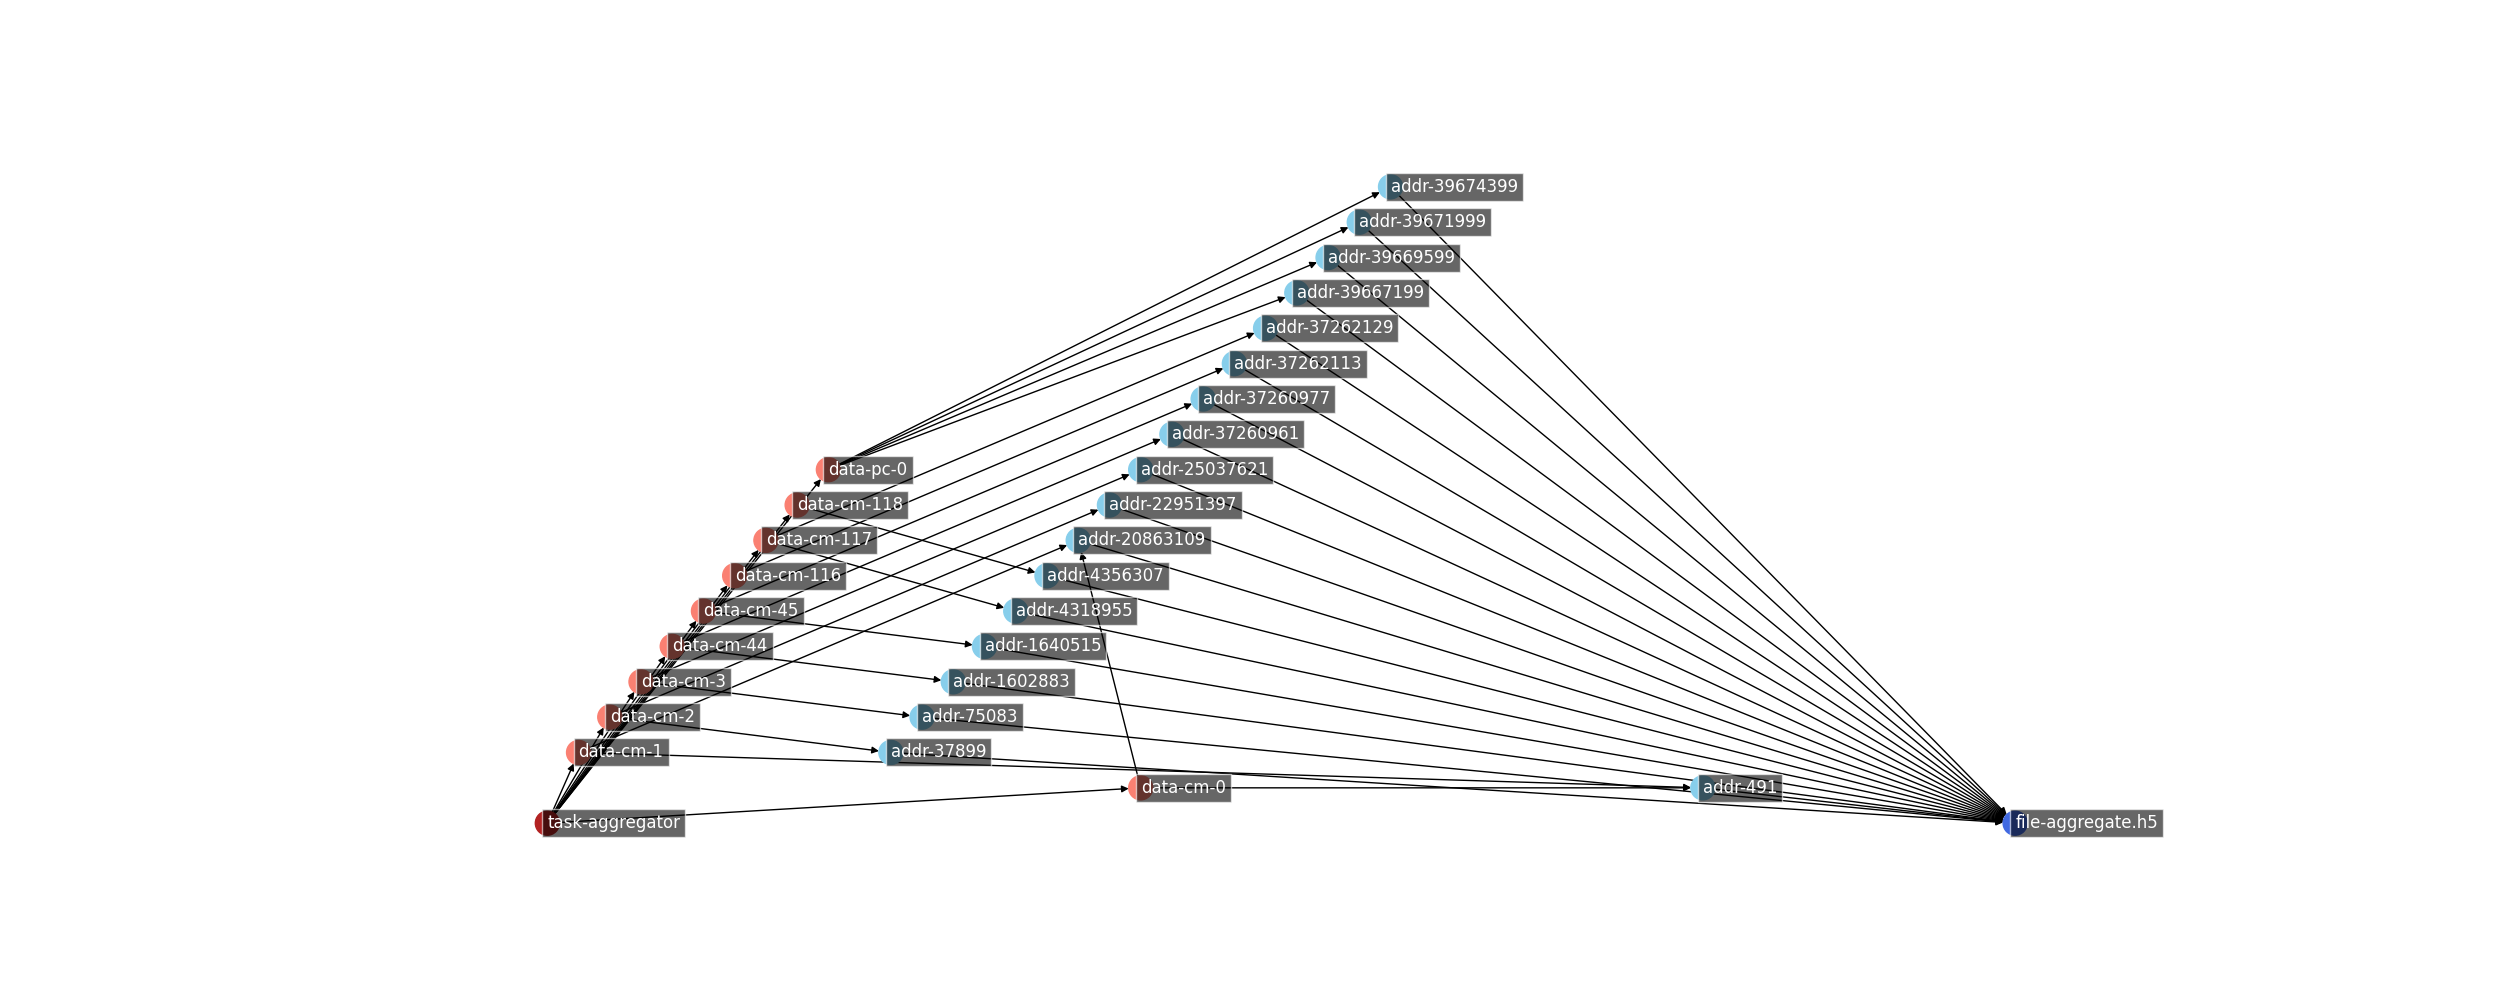 addr-39674399
addr-39671999
addr-39669599
addr-39667199
addr-37262129
addr-37262113
addr-37260977
addr-37260961
data-pc-0
addr-25037621
data-cm-118
addr-22951397
data-cm-117
addr-20863109
data-cm-116
addr-4356307
data-cm-45
addr-4318955
data-cm-44
addr-1640515
data-cm-3
addr-1602883
data-cm-2
addr-75083
data-cm-1
addr-37899
data-cm-0
addr-491
task-aggregator
file-aggregate.h5